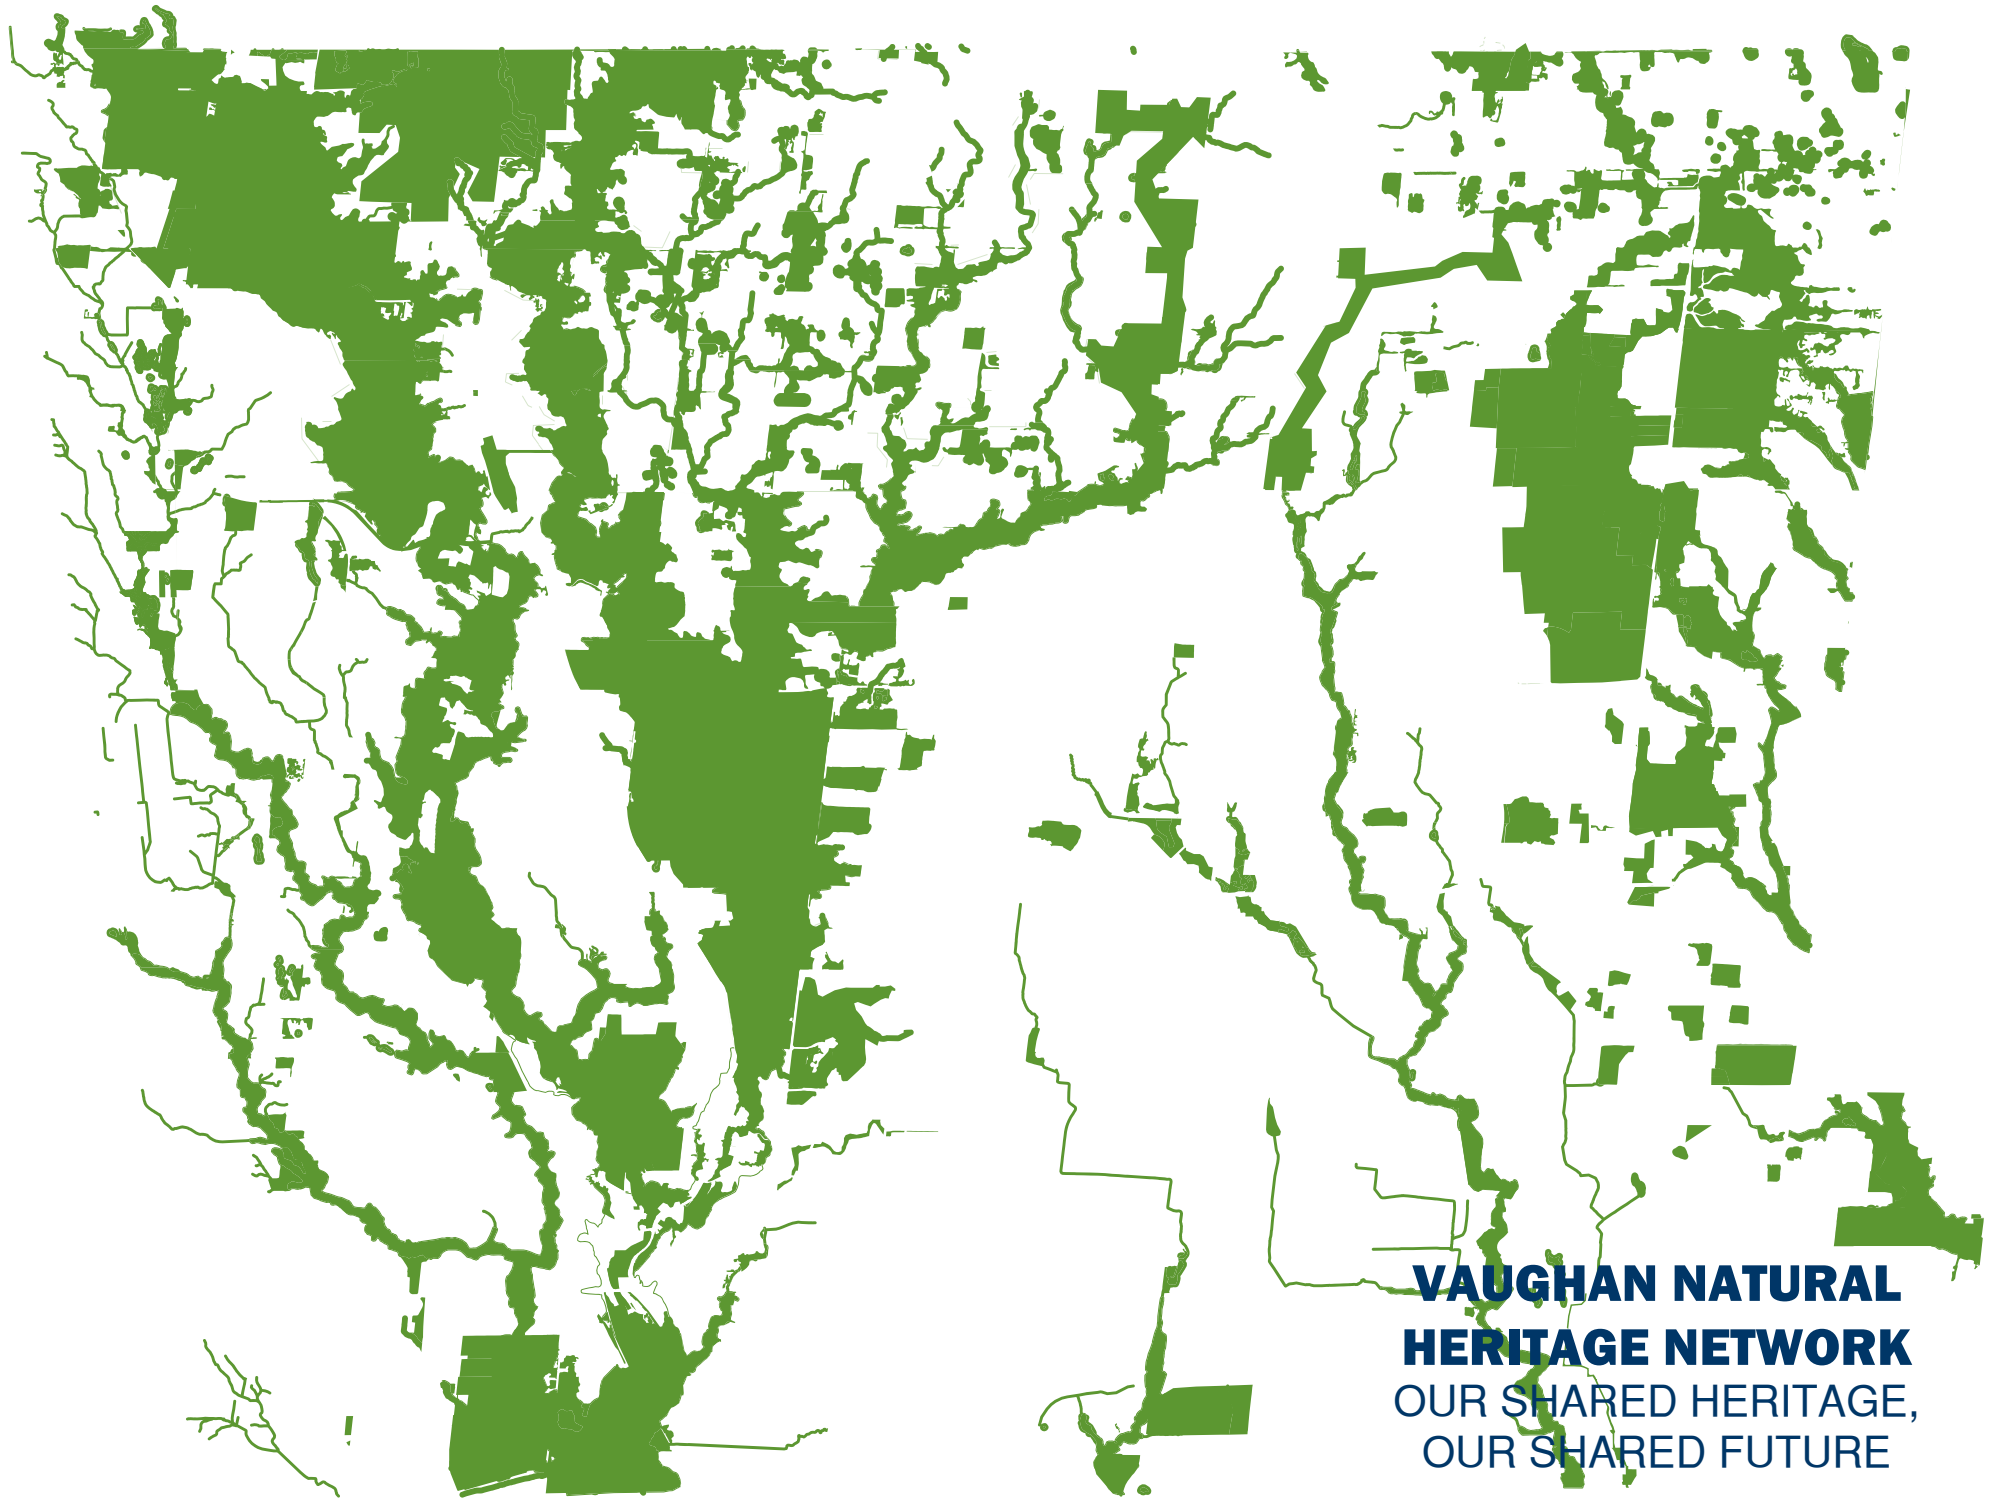 VAUGHAN NATURAL
HERITAGE NETWORK
OUR SHARED HERITAGE,
OUR SHARED FUTURE